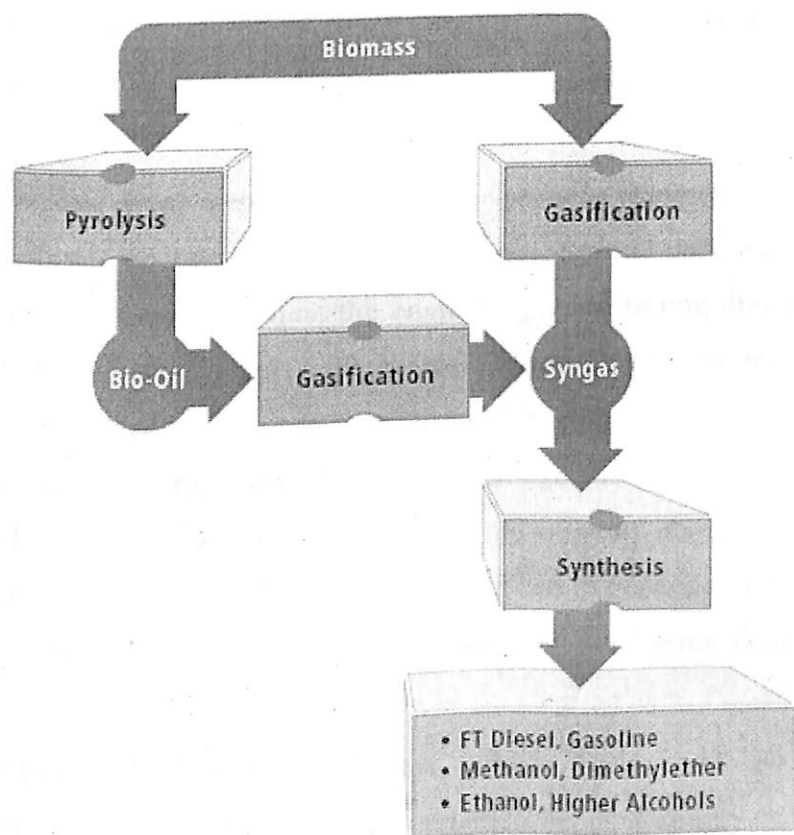 Biomass
Pyrolysis
Gasification
Bio-Oil
Gasification
Syngas
Synthesis
• FT Diesel, Gasoline
• Methanol, Dimethylether
• Ethanol, Higher Alcohols